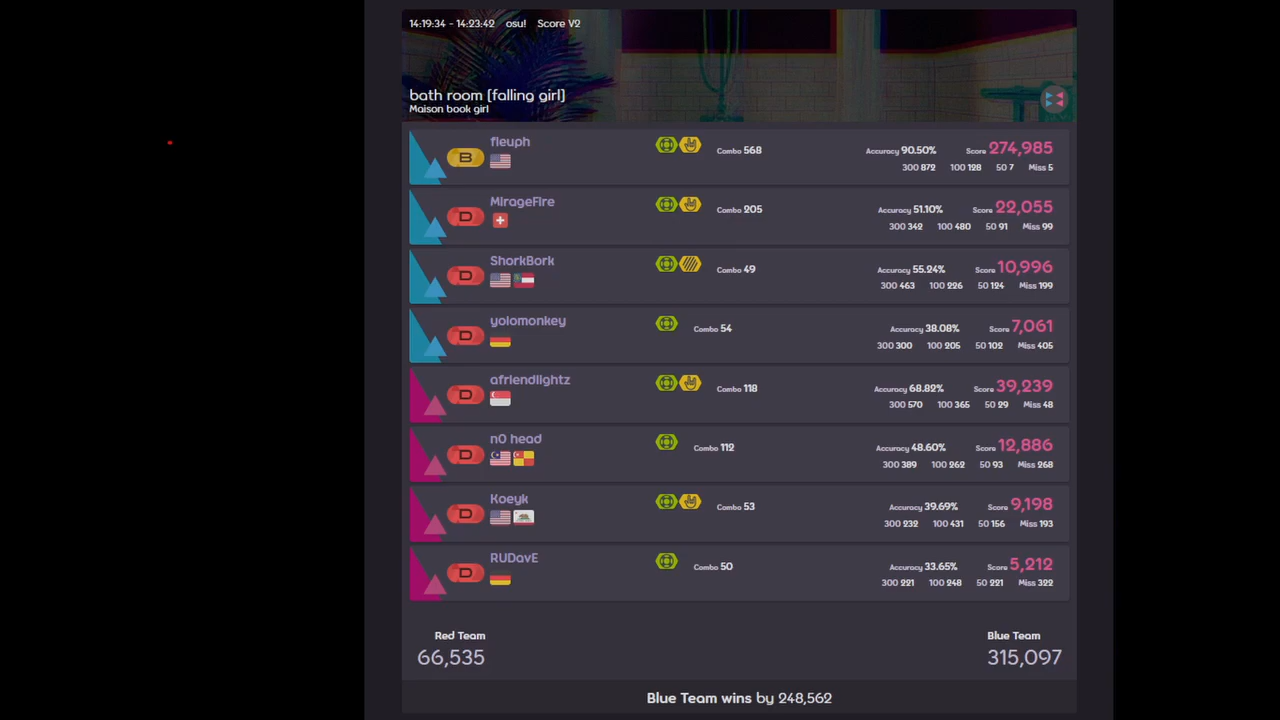 14:19:34 - 14:23:42 osu! Score V2
bath room [falling girl]
Maison book girl
B fleuph Combo 568 Accuracy 90.50% Score 274,985
300 872 100 128 50 7 Miss 5
D MirageFire Combo 205 Accuracy 51.10% Score 22,055
300 342 100 480 50 91 Miss 99
D ShorkBork Combo 49 Accuracy 55.24% Score 10,996
300 463 100 226 50 124 Miss 199
D yolomonkey Combo 54 Accuracy 38.08% Score 7,061
300 300 100 205 50 102 Miss 405
D afriendlightz Combo 118 Accuracy 68.82% Score 39,239
300 570 100 365 50 29 Miss 48
D n0 head Combo 112 Accuracy 48.60% Score 12,886
300 389 100 262 50 93 Miss 268
D Koeyk Combo 53 Accuracy 39.69% Score 9,198
300 232 100 431 50 156 Miss 193
D RUDavE Combo 50 Accuracy 33.65% Score 5,212
300 221 100 248 50 221 Miss 322
Red Team Blue Team
66,535 315,097
Blue Team wins by 248,562